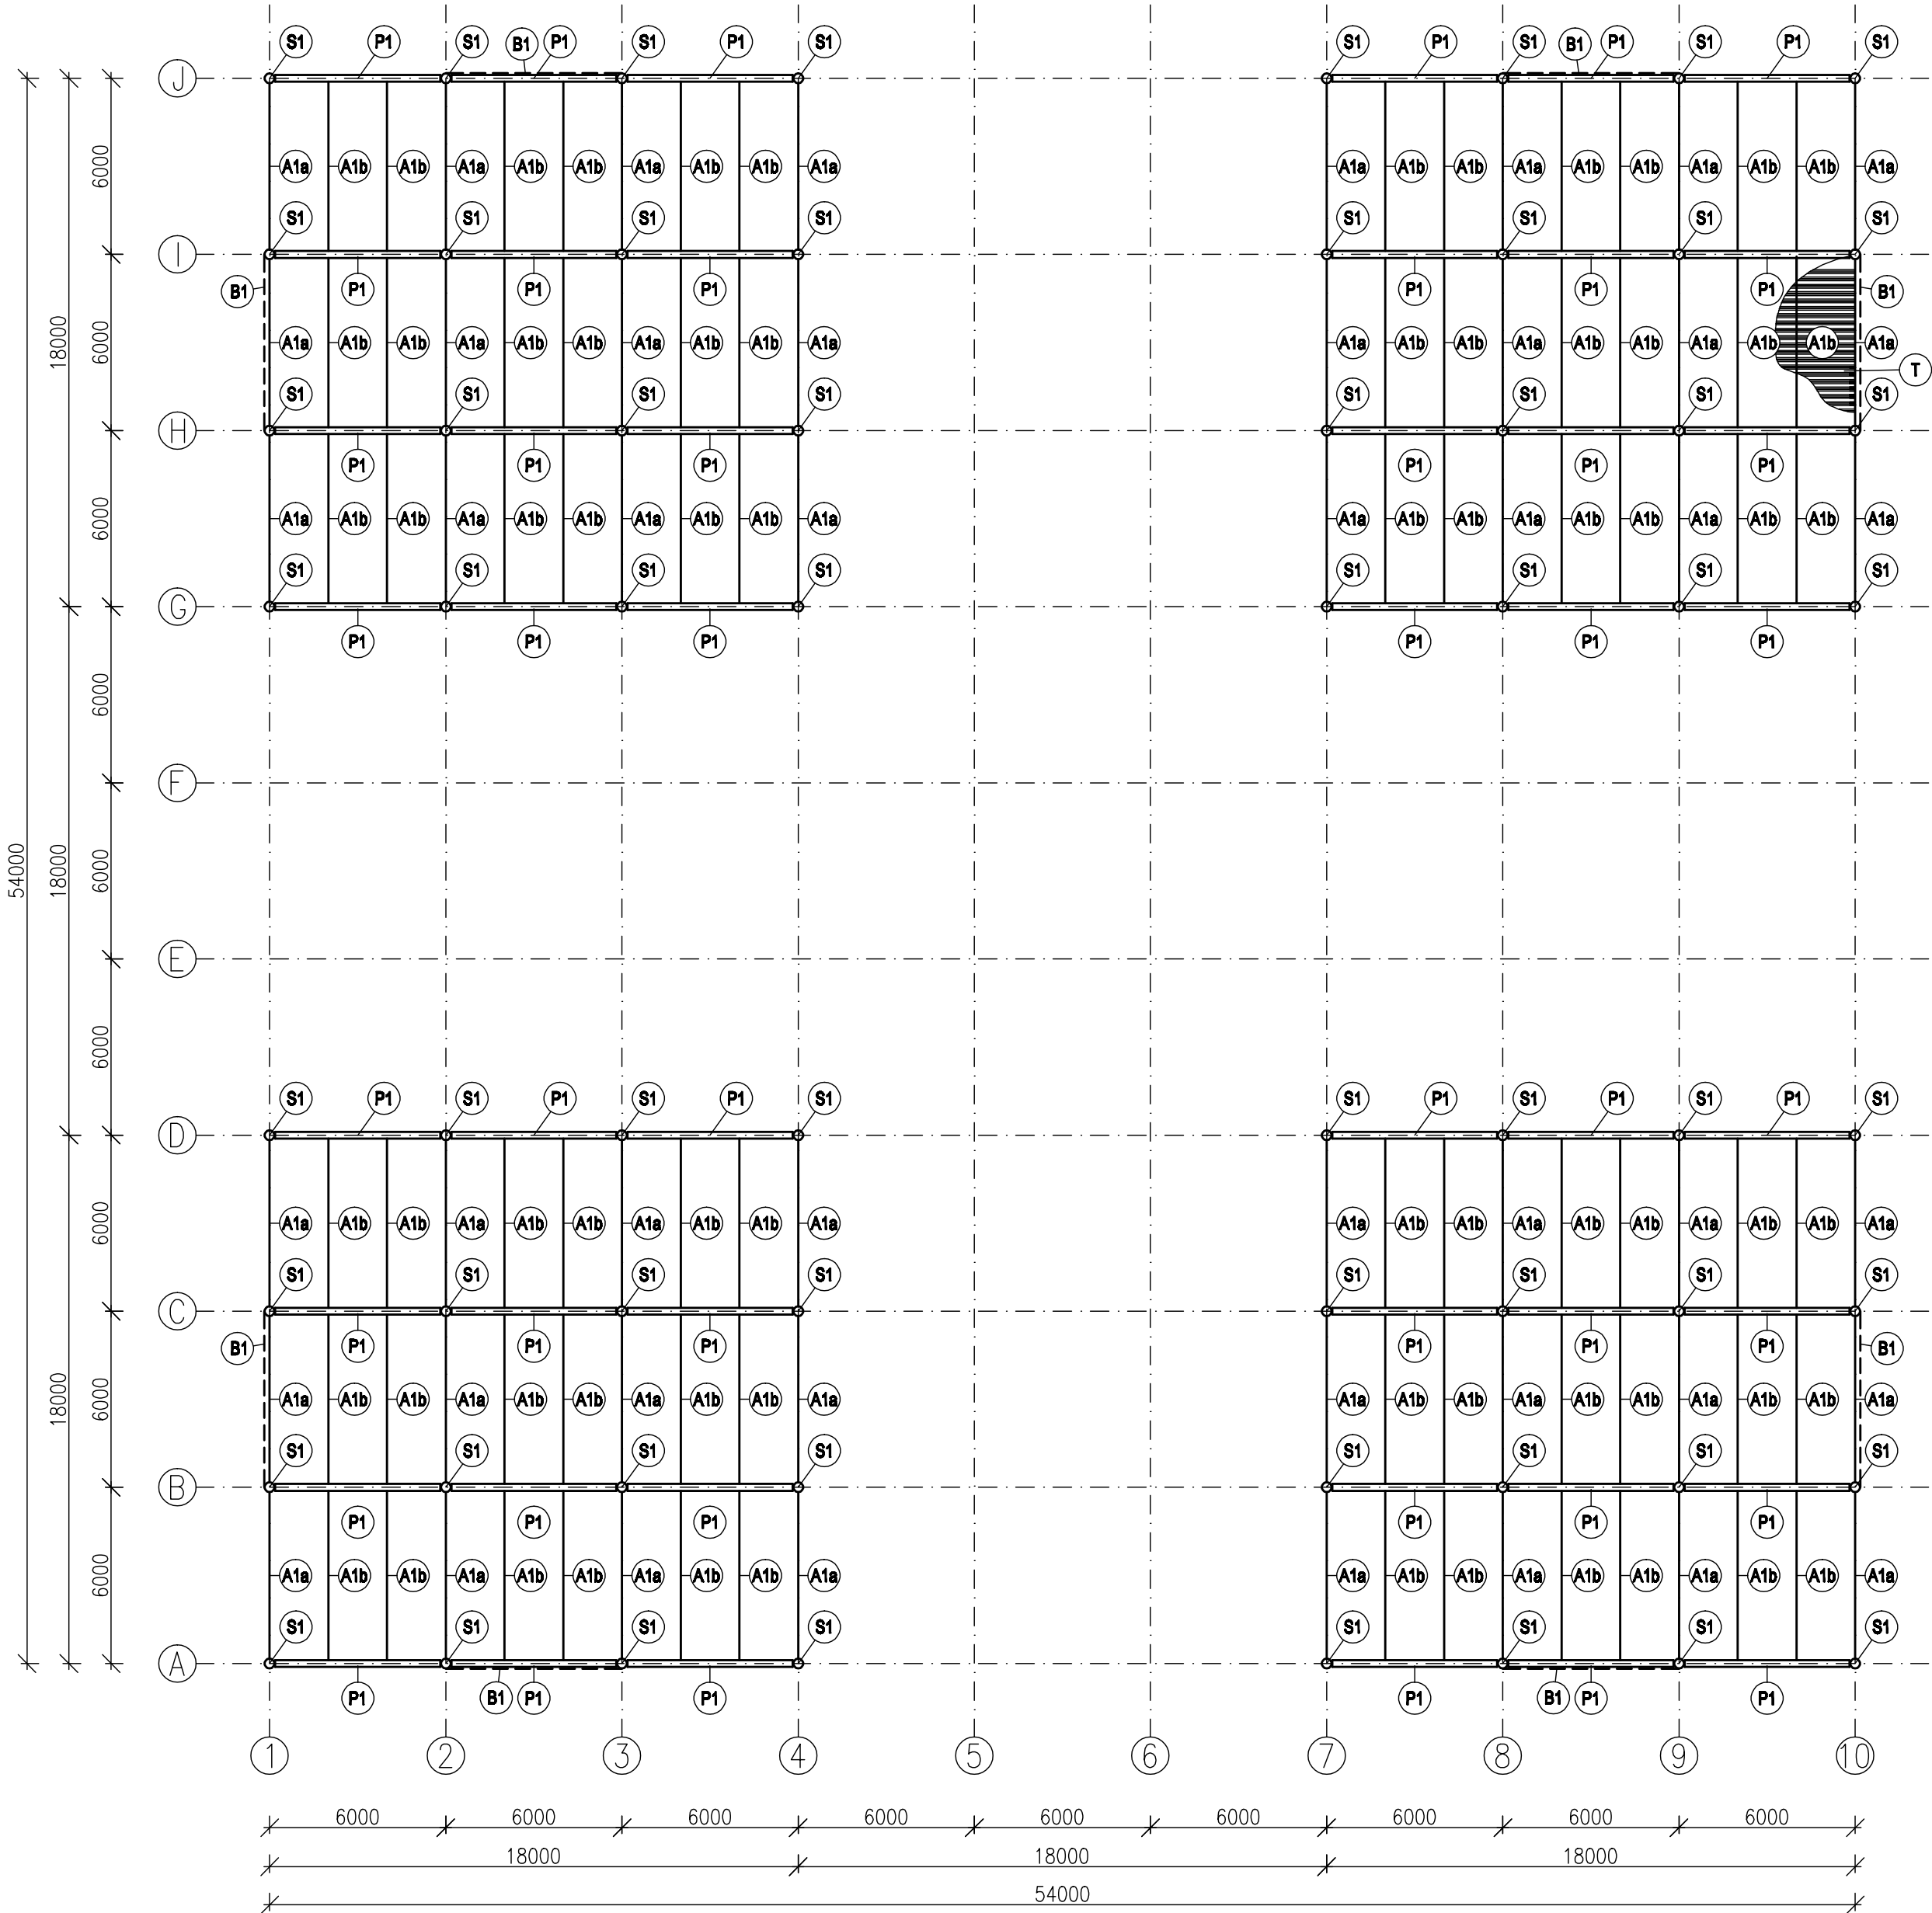 S1 P1 S1 B1 P1 S1 P1 S1 S1 P1 S1 B1 P1 S1 P1 S1
J
6000 A1a A1b A1b A1a A1b A1b A1a A1b A1b A1a A1a A1b A1b A1a A1b A1b A1a A1b A1b A1a
S1 S1 S1 S1 S1 S1 S1 S1
I
B1 P1 P1 P1 P1 P1 P1 B1
18000 6000 A1a A1b A1b A1a A1b A1b A1a A1b A1b A1a A1a A1b A1b A1a A1b A1b A1a A1b A1b A1a
T
S1 S1 S1 S1 S1 S1 S1 S1
H
P1 P1 P1 P1 P1 P1
6000 A1a A1b A1b A1a A1b A1b A1a A1b A1b A1a A1a A1b A1b A1a A1b A1b A1a A1b A1b A1a
S1 S1 S1 S1 S1 S1 S1 S1
G
P1 P1 P1 P1 P1 P1
6000
F
54000 18000 6000
E
6000
S1 P1 S1 P1 S1 P1 S1 S1 P1 S1 P1 S1 P1 S1
D
6000 A1a A1b A1b A1a A1b A1b A1a A1b A1b A1a A1a A1b A1b A1a A1b A1b A1a A1b A1b A1a
S1 S1 S1 S1 S1 S1 S1 S1
C
B1 P1 P1 P1 P1 P1 P1 B1
18000 6000 A1a A1b A1b A1a A1b A1b A1a A1b A1b A1a A1a A1b A1b A1a A1b A1b A1a A1b A1b A1a
S1 S1 S1 S1 S1 S1 S1 S1
B
P1 P1 P1 P1 P1 P1
6000 A1a A1b A1b A1a A1b A1b A1a A1b A1b A1a A1a A1b A1b A1a A1b A1b A1a A1b A1b A1a
S1 S1 S1 S1 S1 S1 S1 S1
A
P1 B1 P1 P1 P1 B1 P1 P1
1 2 3 4 5 6 7 8 9 10
6000 6000 6000 6000 6000 6000 6000 6000 6000
18000 18000 18000
54000